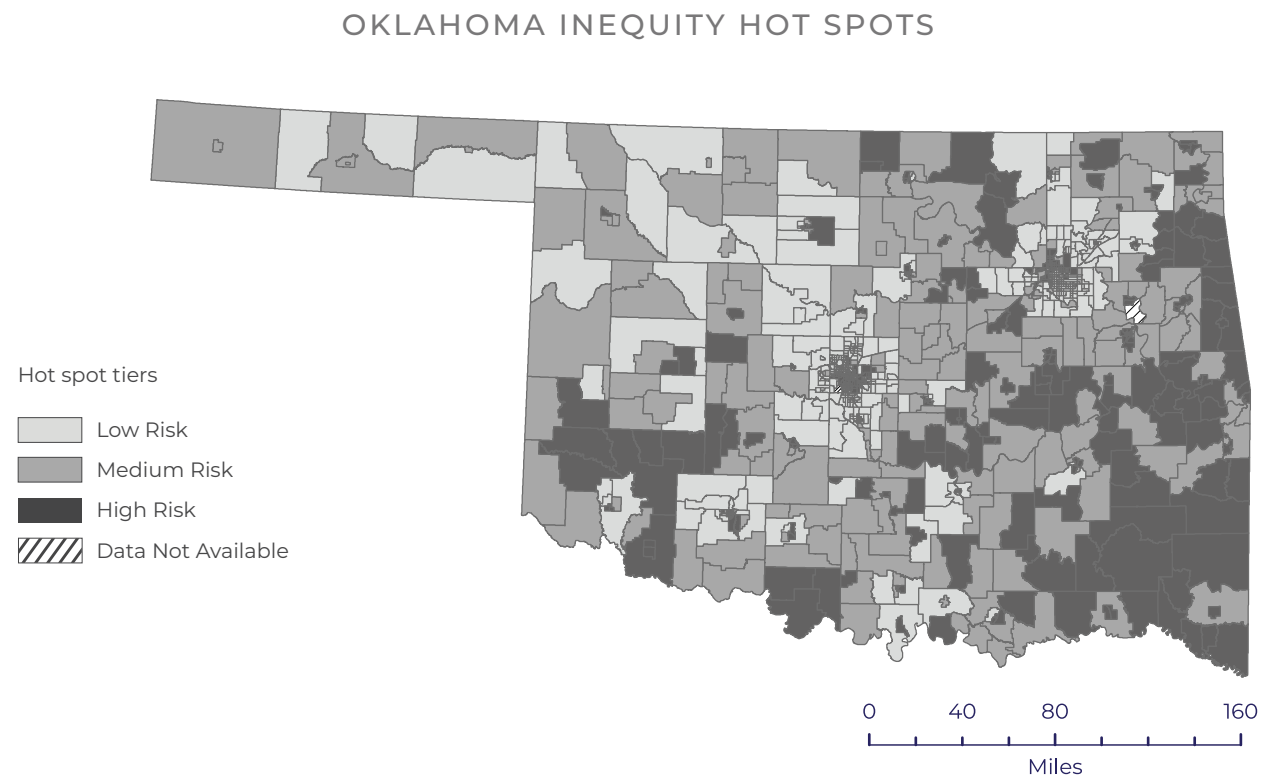 OKLAHOMA INEQUITY HOT SPOTS
Hot spot tiers
Low Risk
Medium Risk
High Risk
Data Not Available
0 40 80 160
Miles